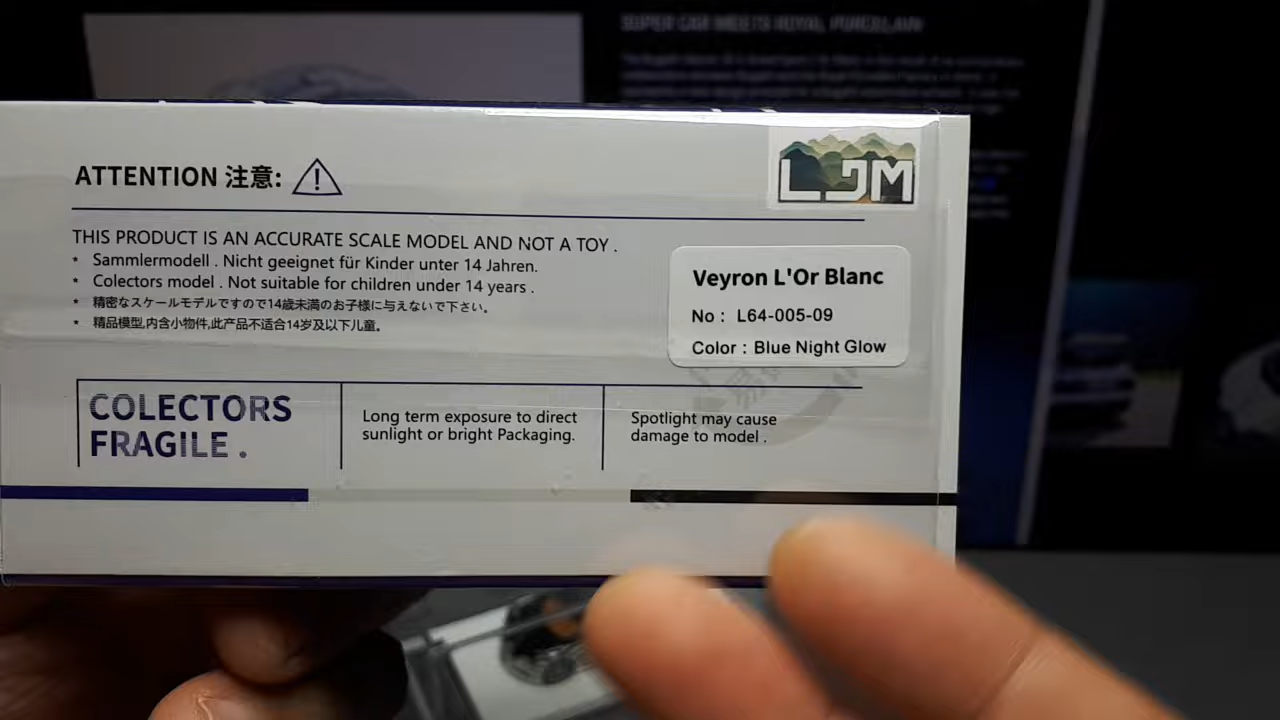 SUPER CAR MEETS ROYAL PORCELAIN
ATTENTION 注意:
LJM
THIS PRODUCT IS AN ACCURATE SCALE MODEL AND NOT A TOY .
* Sammlermodell . Nicht geeignet für Kinder unter 14 Jahren.
* Colectors model . Not suitable for children under 14 years .
* 精密なスケールモデルですので14歳未満のお子様に与えないで下さい。
* 精品模型,内含小物件,此产品不适合14岁及以下儿童。
Veyron L'Or Blanc
No : L64-005-09
Color : Blue Night Glow
COLECTORS
FRAGILE .
Long term exposure to direct
sunlight or bright Packaging.
Spotlight may cause
damage to model .